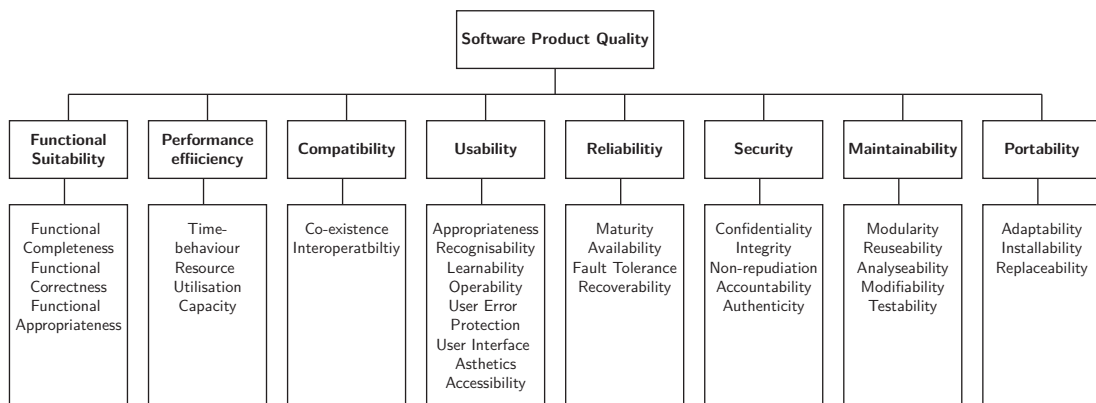 Software Product Quality
Functional
Suitability
Performance
effiiciency
Compatibility
Usability
Reliabilitiy
Security
Maintainability
Portability
Functional
Completeness
Functional
Correctness
Functional
Appropriateness
Time-
behaviour
Resource
Utilisation
Capacity
Co-existence
Interoperatbiltiy
Appropriateness
Recognisability
Learnability
Operability
User Error
Protection
User Interface
Asthetics
Accessibility
Maturity
Availability
Fault Tolerance
Recoverability
Confidentiality
Integrity
Non-repudiation
Accountability
Authenticity
Modularity
Reuseability
Analyseability
Modifiability
Testability
Adaptability
Installability
Replaceability